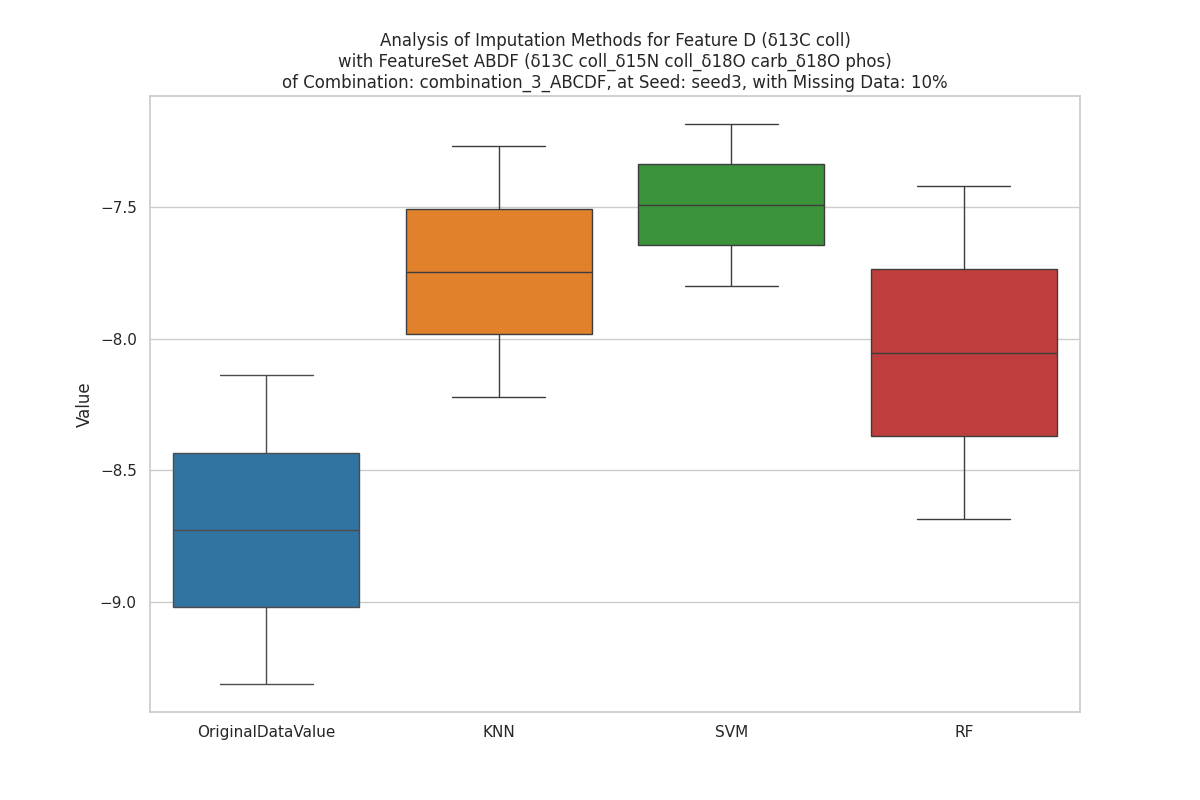 Analysis of Imputation Methods for Feature D (δ13C coll)
with FeatureSet ABDF (δ13C coll_δ15N coll_δ18O carb_δ18O phos)
of Combination: combination_3_ABCDF, at Seed: seed3, with Missing Data: 10%
Value
−7.5
−8.0
−8.5
−9.0
OriginalDataValue
KNN
SVM
RF